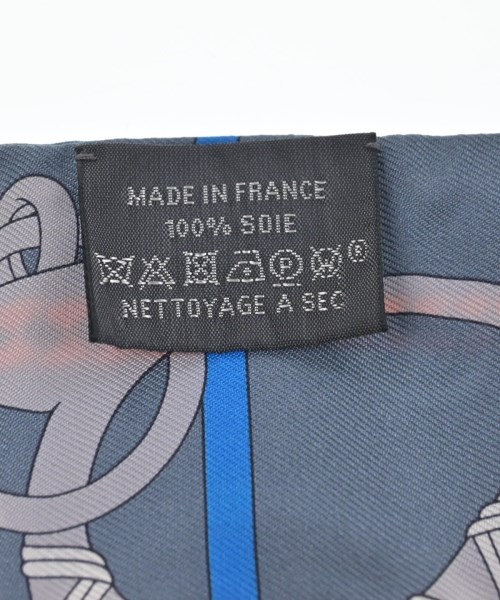 MADE IN FRANCE
100% SOIE
P ®
NETTOYAGE A SEC